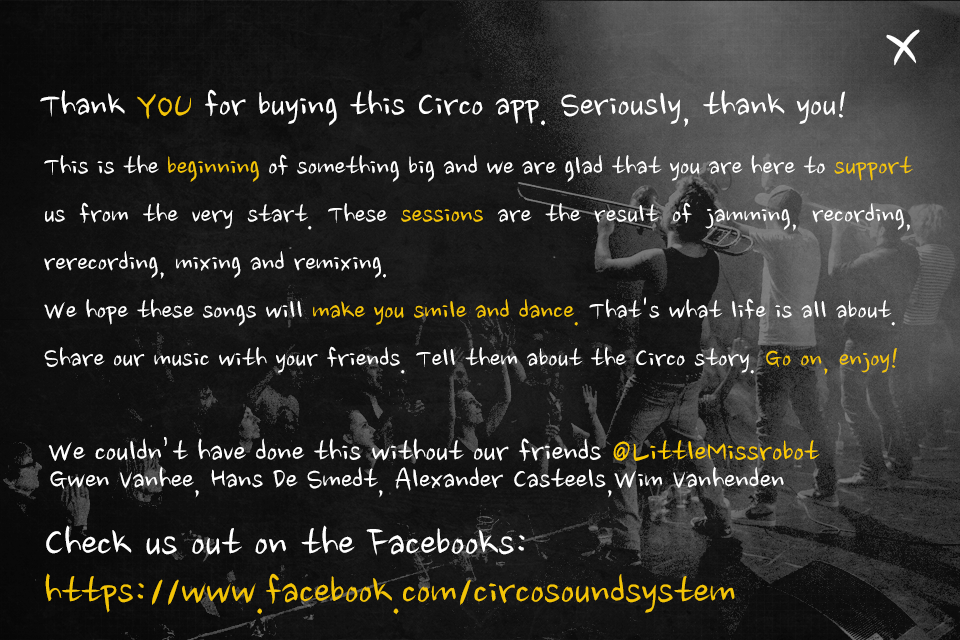 Thank YOU for buying this Circo app. Seriously, thank you!
This is the beginning of something big and we are glad that you are here to support
us from the very start. These sessions are the result of jamming, recording,
rerecording, mixing and remixing.
We hope these songs will make you smile and dance. That's what life is all about.
Share our music with your friends. Tell them about the Circo story. Go on, enjoy!
We couldn't have done this without our friends @LittleMissrobot
Gwen Vanhee, Hans De Smedt, Alexander Casteels,Wim Vanhenden
Check us out on the Facebooks:
https://www.facebook.com/circosoundsystem